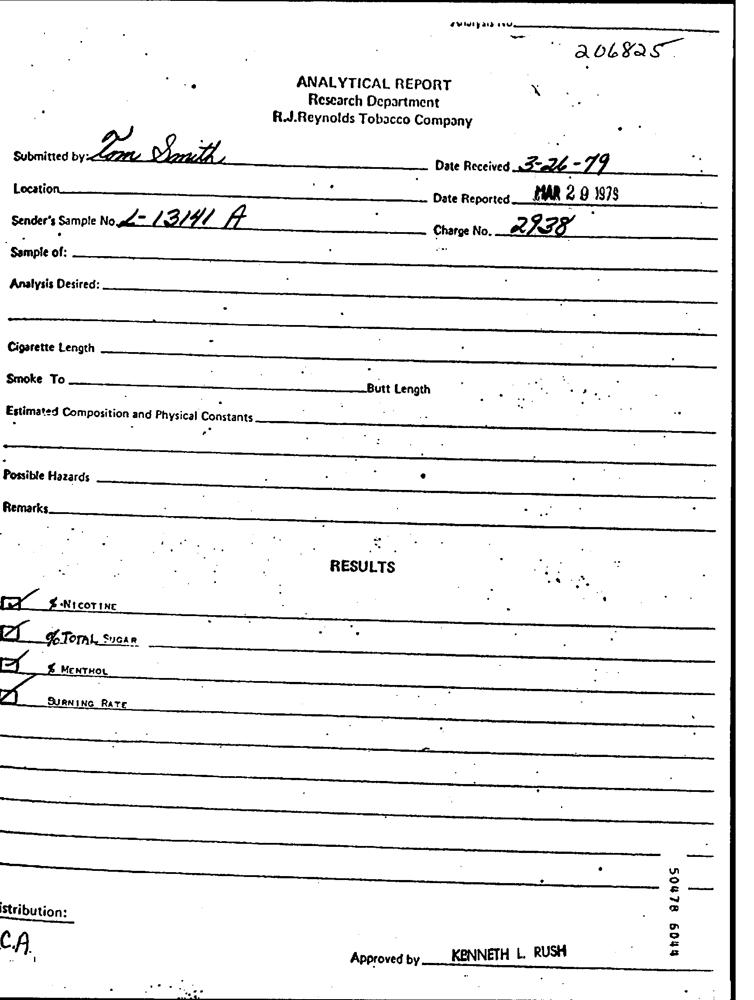 Analysis No.
206825
ANALYTICAL REPORT
Research Department
R.J.Reynolds Tobacco Company
Submitted by: Tom Smith Date Received 3-26-79
Location Date Reported MAR 29 1979
Sender's Sample No. L-13141 A Charge No. 2938
Sample of:
Analysis Desired:
Cigarette Length
Smoke To Butt Length
Estimated Composition and Physical Constants
Possible Hazards
Remarks
RESULTS
% NICOTINE
% TOTAL SUGAR
% MENTHOL
BURNING RATE
50478 6044
istribution:
C.A.
Approved by KENNETH L. RUSH